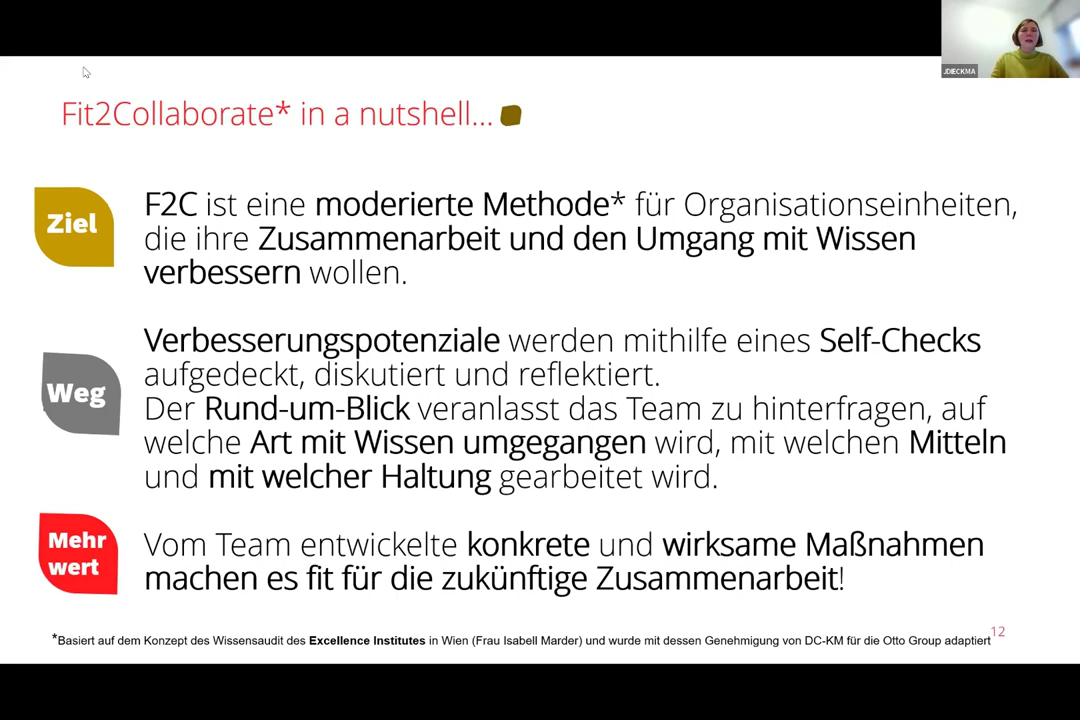 JDIECKMA
Fit2Collaborate* in a nutshell...
Ziel
F2C ist eine moderierte Methode* für Organisationseinheiten,
die ihre Zusammenarbeit und den Umgang mit Wissen
verbessern wollen.
Weg
Verbesserungspotenziale werden mithilfe eines Self-Checks
aufgedeckt, diskutiert und reflektiert.
Der Rund-um-Blick veranlasst das Team zu hinterfragen, auf
welche Art mit Wissen umgegangen wird, mit welchen Mitteln
und mit welcher Haltung gearbeitet wird.
Mehr
wert
Vom Team entwickelte konkrete und wirksame Maßnahmen
machen es fit für die zukünftige Zusammenarbeit!
*Basiert auf dem Konzept des Wissensaudit des Excellence Institutes in Wien (Frau Isabell Marder) und wurde mit dessen Genehmigung von DC-KM für die Otto Group adaptiert
12